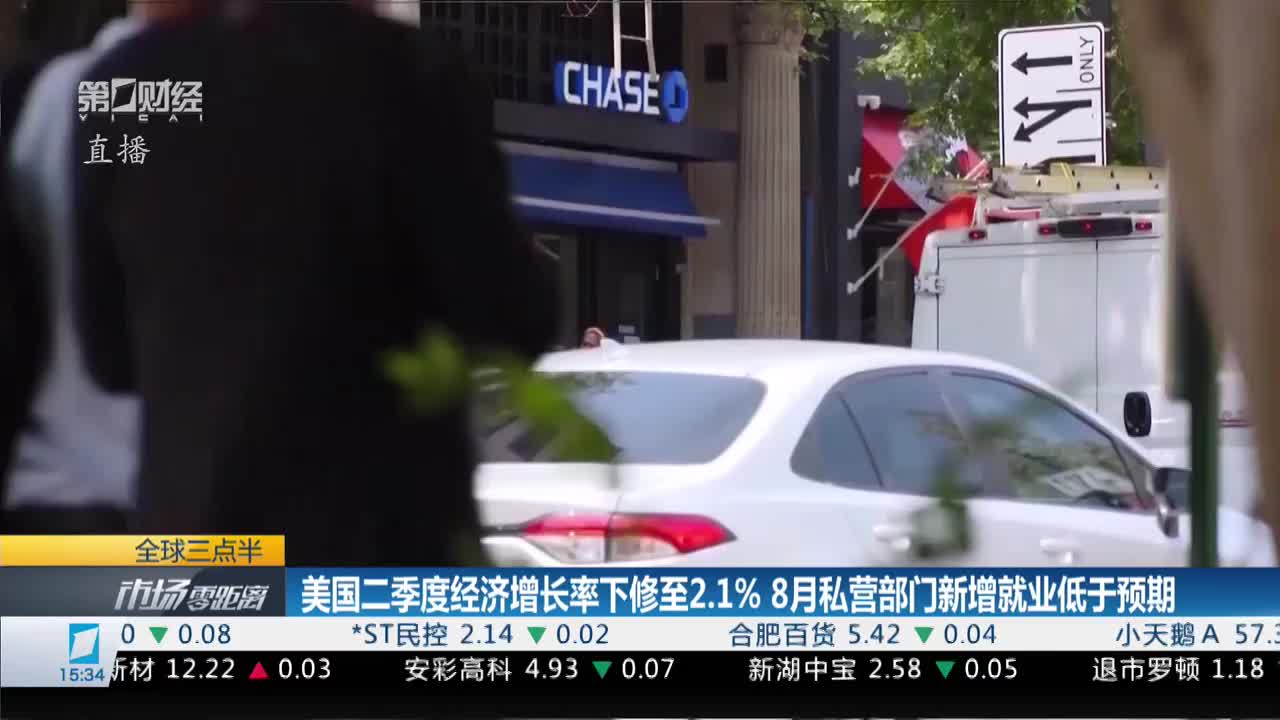 第一财经
YICAI
直播
CHASE
ONLY
全球三点半
市场零距离
美国二季度经济增长率下修至2.1% 8月私营部门新增就业低于预期
0 ▼ 0.08 *ST民控 2.14 ▼ 0.02 合肥百货 5.42 ▼ 0.04 小天鹅A 57.3
15:34
新材 12.22 ▲ 0.03 安彩高科 4.93 ▼ 0.07 新湖中宝 2.58 ▼ 0.05 退市罗顿 1.18